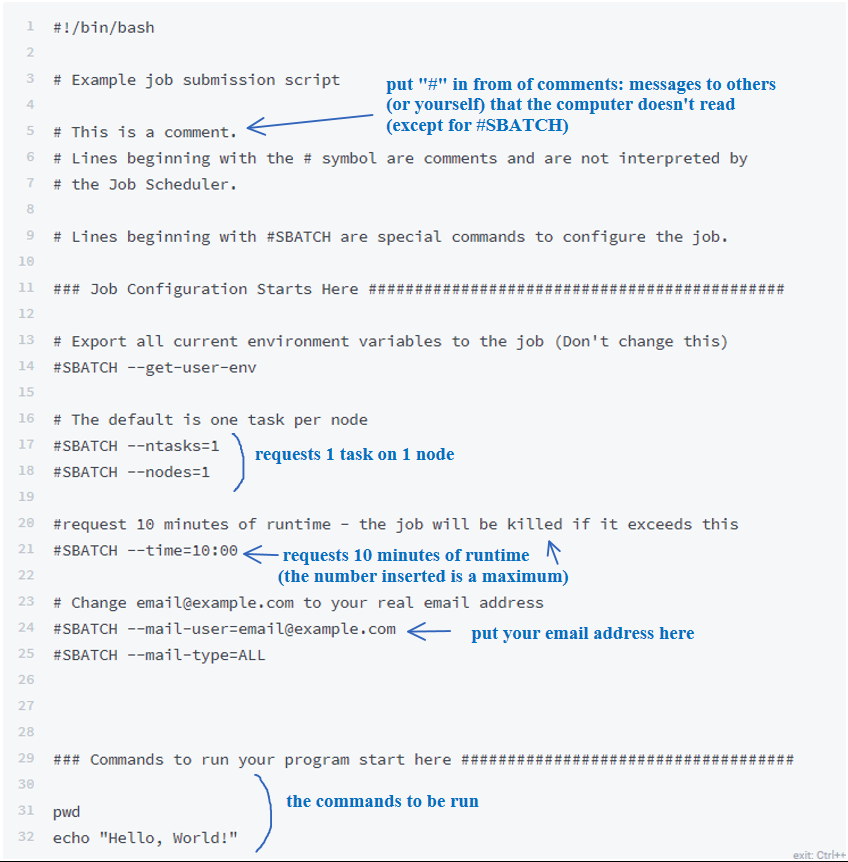 1 #!/bin/bash
2
3 # Example job submission script
put "#" in from of comments: messages to others
4
(or yourself) that the computer doesn't read
5 # This is a comment.
(except for #SBATCH)
6 # Lines beginning with the # symbol are comments and are not interpreted by
7 # the Job Scheduler.
8
9 # Lines beginning with #SBATCH are special commands to configure the job.
10
11 ### Job Configuration Starts Here #############################################
12
13 # Export all current environment variables to the job (Don't change this)
14 #SBATCH --get-user-env
15
16 # The default is one task per node
17 #SBATCH --ntasks=1
requests 1 task on 1 node
18 #SBATCH --nodes=1
19
20 #request 10 minutes of runtime - the job will be killed if it exceeds this
21 #SBATCH --time=10:00
requests 10 minutes of runtime
22
(the number inserted is a maximum)
23 # Change email@example.com to your real email address
24 #SBATCH --mail-user=email@example.com
put your email address here
25 #SBATCH --mail-type=ALL
26
27
28
29 ### Commands to run your program start here ####################################
30
the commands to be run
31 pwd
32 echo "Hello, World!"
exit: Ctrl+↩